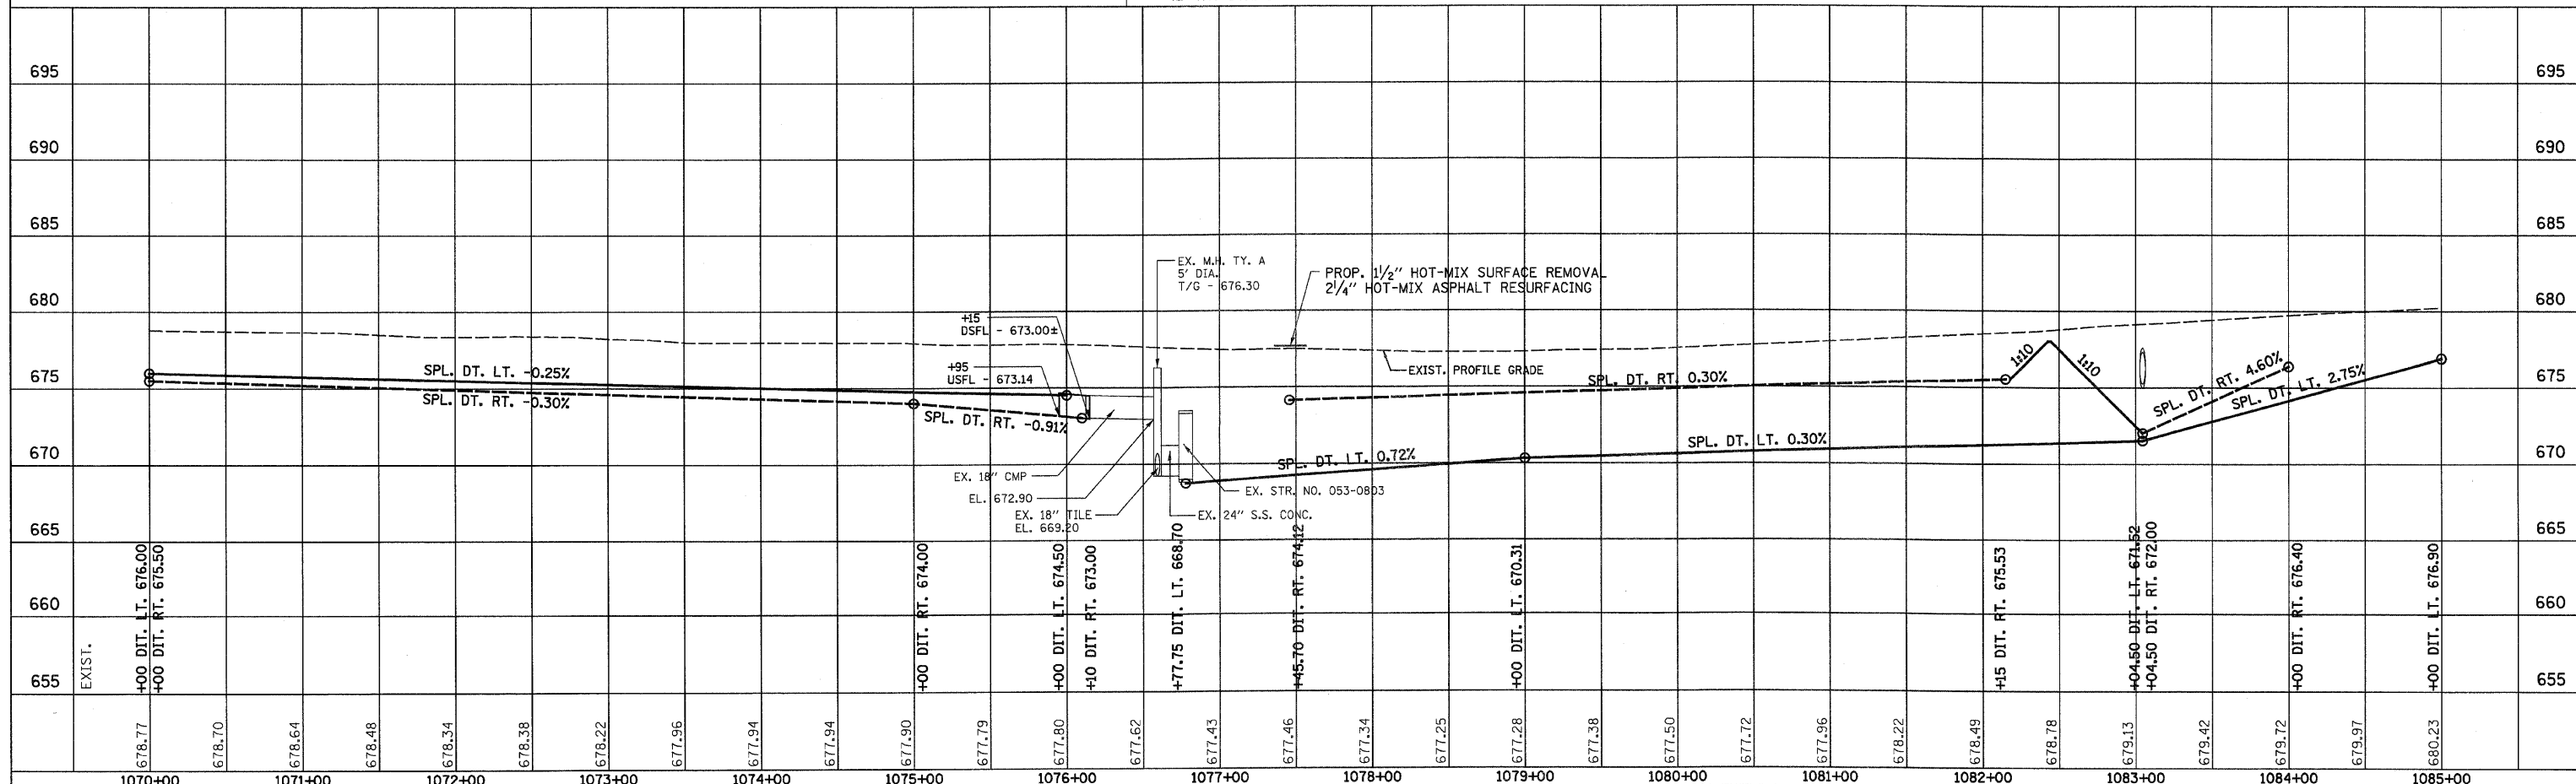 695 695
690 690
685 685
EX. M.H. TY. A
5' DIA.
T/G - 676.30
PROP. 1 1/2" HOT-MIX SURFACE REMOVAL
2 1/4" HOT-MIX ASPHALT RESURFACING
680 680
+15
DSFL - 673.00±
+95
USFL - 673.14
SPL. DT. LT. -0.25%
SPL. DT. RT. -0.30%
SPL. DT. RT. -0.91%
EXIST. PROFILE GRADE
SPL. DT. RT. 0.30%
1:10
1:10
SPL. DT. RT. 4.60%
SPL. DT. LT. 2.75%
675 675
SPL. DT. LT. 0.72%
SPL. DT. LT. 0.30%
670 670
EX. 18" CMP
EL. 672.90
EX. 18" TILE
EL. 669.20
EX. STR. NO. 053-0803
EX. 24" S.S. CONC.
665 665
660 660
655 655
EXIST.
+00 DIT. LT. 676.00
+00 DIT. RT. 675.50
+00 DIT. RT. 674.00
+00 DIT. LT. 674.50
+10 DIT. RT. 673.00
+77.75 DIT. LT. 668.70
+45.70 DIT. RT. 674.12
+00 DIT. LT. 670.31
+15 DIT. RT. 675.53
+04.50 DIT. LT. 671.52
+04.50 DIT. RT. 672.00
+00 DIT. RT. 676.40
+00 DIT. LT. 676.90
678.77 678.70 678.64 678.48 678.34 678.38 678.22 677.96 677.94 677.94 677.90 677.79 677.80 677.62 677.43 677.46 677.34 677.25 677.28 677.38 677.50 677.72 677.96 678.22 678.49 678.78 679.13 679.42 679.72 679.97 680.23
1070+00 1071+00 1072+00 1073+00 1074+00 1075+00 1076+00 1077+00 1078+00 1079+00 1080+00 1081+00 1082+00 1083+00 1084+00 1085+00